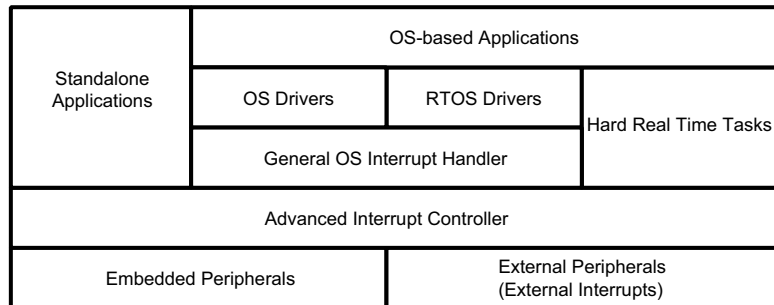 OS-based Applications
Standalone
Applications
OS Drivers
RTOS Drivers
Hard Real Time Tasks
General OS Interrupt Handler
Advanced Interrupt Controller
Embedded Peripherals
External Peripherals
(External Interrupts)